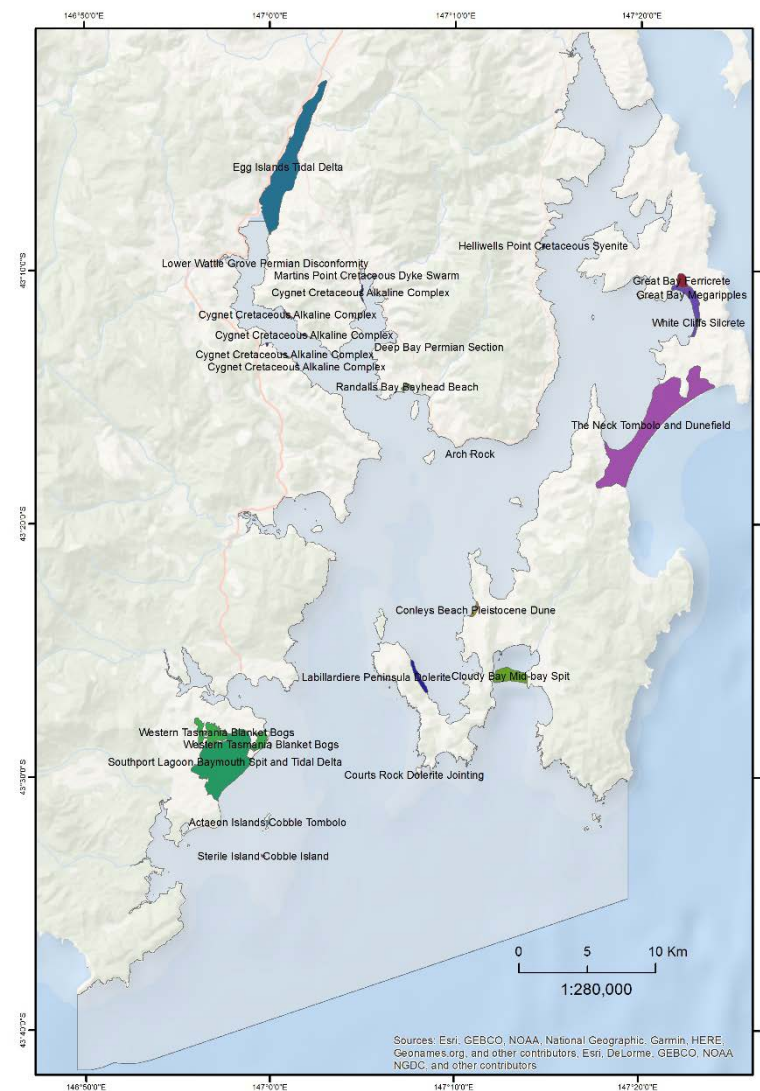 146°50'0"E
147°0'0"E
147°10'0"E
147°20'0"E
Egg Islands Tidal Delta
Helliwells Point Cretaceous Syenite
Lower Wattle Grove Permian Disconformity
43°10'0"S
Martins Point Cretaceous Dyke Swarm
Great Bay Ferricrete
Cygnet Cretaceous Alkaline Complex
Great Bay Megaripples
Cygnet Cretaceous Alkaline Complex
White Cliffs Silcrete
Cygnet Cretaceous Alkaline Complex
Deep Bay Permian Section
Cygnet Cretaceous Alkaline Complex
Cygnet Cretaceous Alkaline Complex
Randalls Bay Bayhead Beach
The Neck Tombolo and Dunefield
Arch Rock
43°20'0"S
Conleys Beach Pleistocene Dune
Labillardiere Peninsula Dolerite
Cloudy Bay Mid-bay Spit
Western Tasmania Blanket Bogs
Western Tasmania Blanket Bogs
Southport Lagoon Baymouth Spit and Tidal Delta
Courts Rock Dolerite Jointing
43°30'0"S
Actaeon Islands Cobble Tombolo
Sterile Island Cobble Island
0 5 10 Km
1:280,000
43°40'0"S
Sources: Esri, GEBCO, NOAA, National Geographic, Garmin, HERE,
Geonames.org, and other contributors, Esri, DeLorme, GEBCO, NOAA
NGDC, and other contributors
146°50'0"E
147°0'0"E
147°10'0"E
147°20'0"E